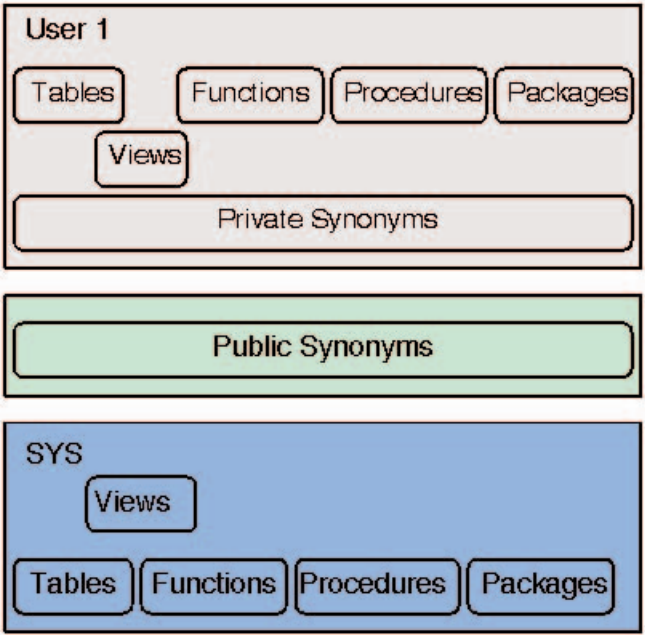 User 1
Tables Functions Procedures Packages
Views
Private Synonyms
Public Synonyms
SYS
Views
Tables Functions Procedures Packages